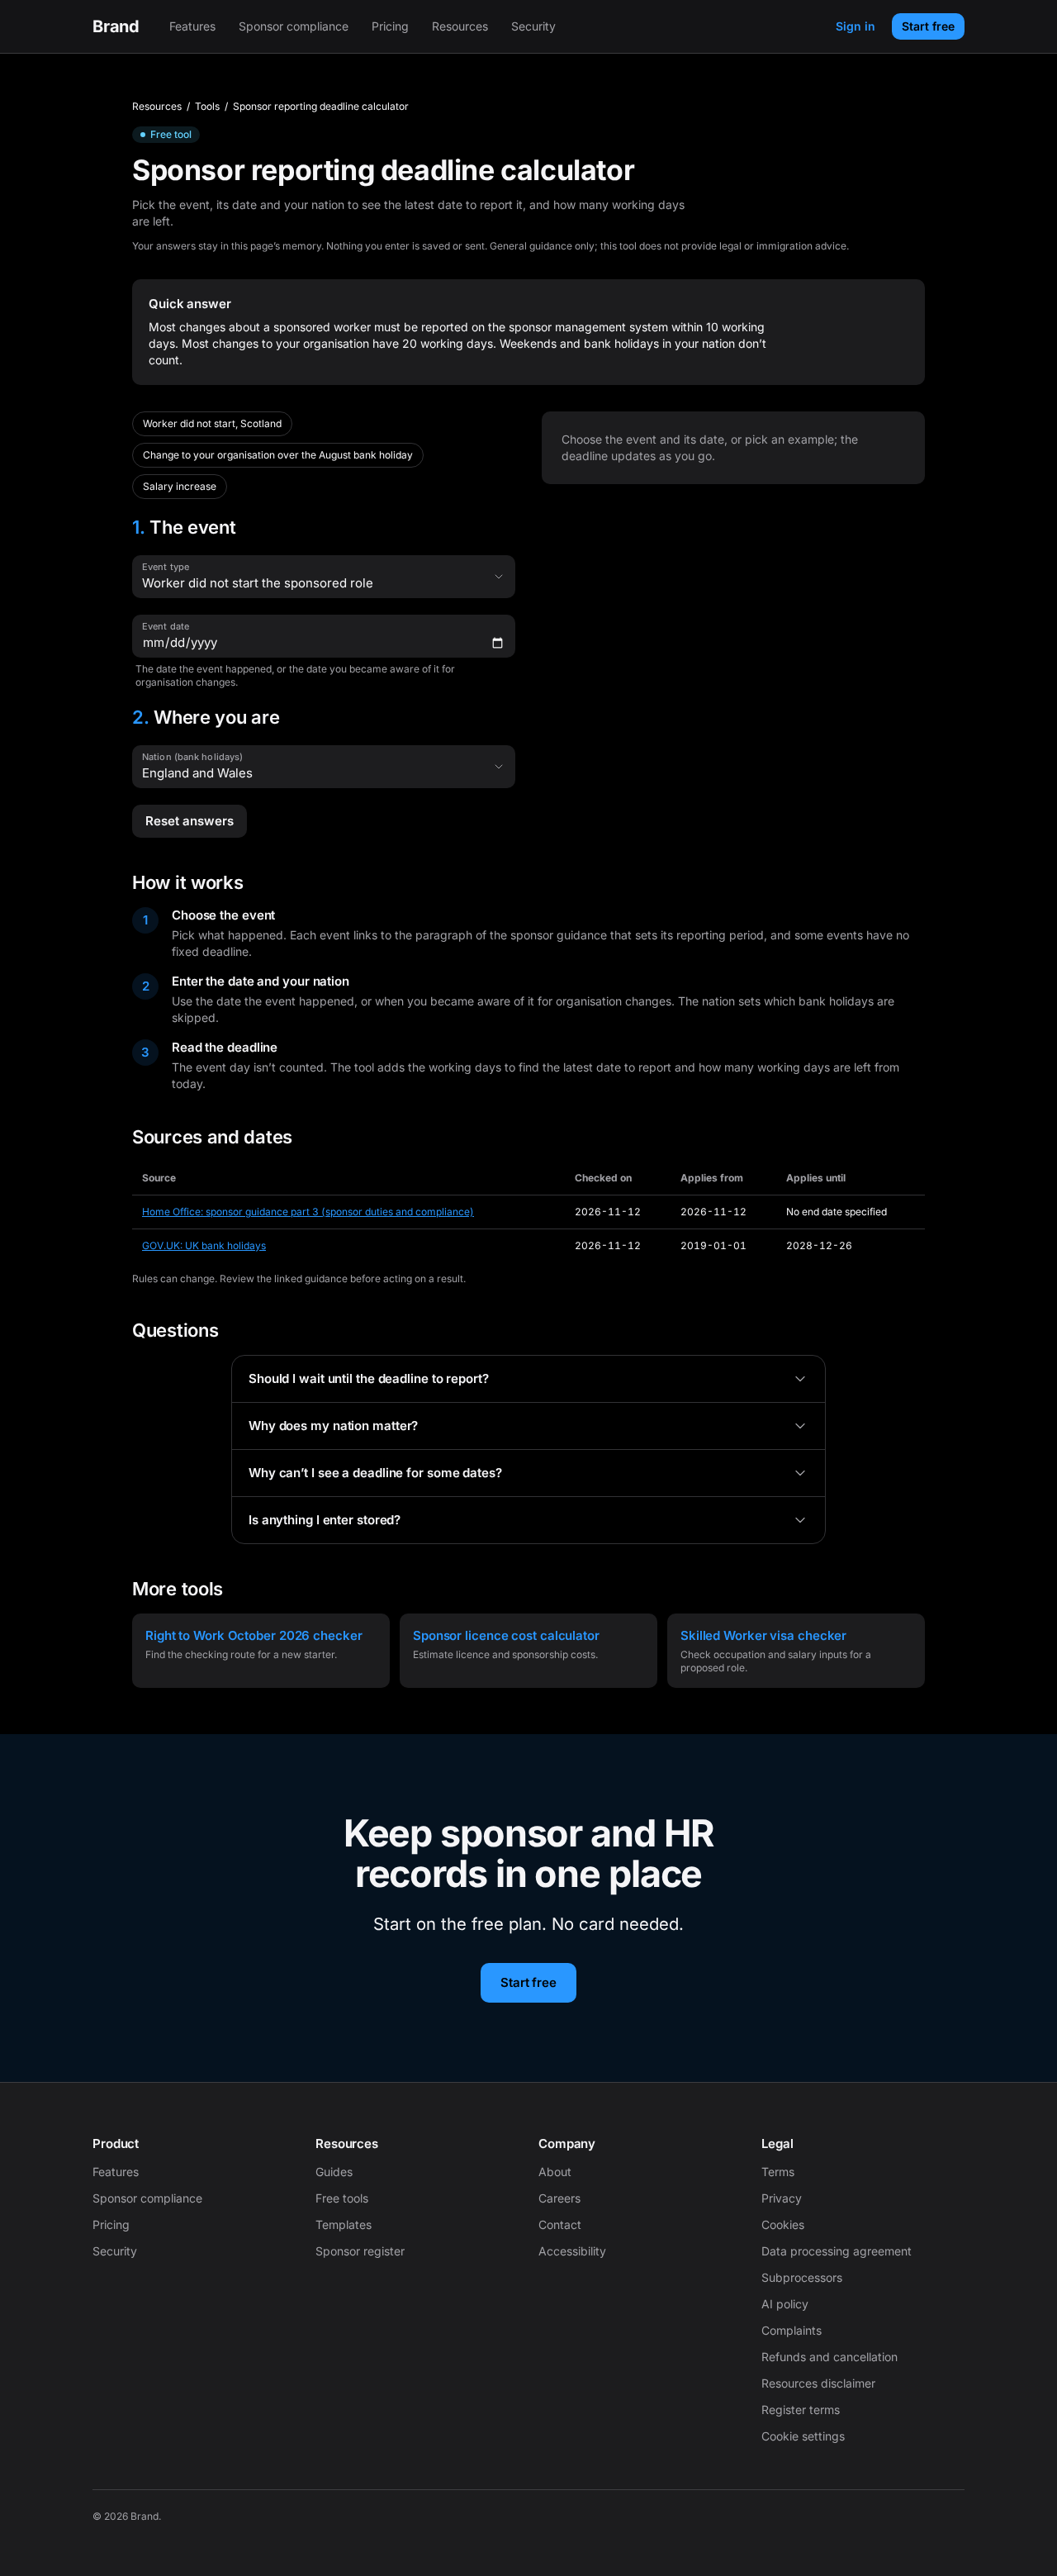 Brand
Features
Sponsor compliance
Pricing
Resources
Security
Sign in
Start free
Resources / Tools / Sponsor reporting deadline calculator
Free tool
Sponsor reporting deadline calculator
Pick the event, its date and your nation to see the latest date to report it, and how many working days
are left.
Your answers stay in this page’s memory. Nothing you enter is saved or sent. General guidance only; this tool does not provide legal or immigration advice.
Quick answer
Most changes about a sponsored worker must be reported on the sponsor management system within 10 working
days. Most changes to your organisation have 20 working days. Weekends and bank holidays in your nation don’t
count.
Worker did not start, Scotland
Change to your organisation over the August bank holiday
Salary increase
Choose the event and its date, or pick an example; the
deadline updates as you go.
1. The event
Event type
Worker did not start the sponsored role
Event date
mm/dd/yyyy
The date the event happened, or the date you became aware of it for
organisation changes.
2. Where you are
Nation (bank holidays)
England and Wales
Reset answers
How it works
1
Choose the event
Pick what happened. Each event links to the paragraph of the sponsor guidance that sets its reporting period, and some events have no
fixed deadline.
2
Enter the date and your nation
Use the date the event happened, or when you became aware of it for organisation changes. The nation sets which bank holidays are
skipped.
3
Read the deadline
The event day isn’t counted. The tool adds the working days to find the latest date to report and how many working days are left from
today.
Sources and dates
Source Checked on Applies from Applies until
Home Office: sponsor guidance part 3 (sponsor duties and compliance) 2026-11-12 2026-11-12 No end date specified
GOV.UK: UK bank holidays 2026-11-12 2019-01-01 2028-12-26
Rules can change. Review the linked guidance before acting on a result.
Questions
Should I wait until the deadline to report?
Why does my nation matter?
Why can’t I see a deadline for some dates?
Is anything I enter stored?
More tools
Right to Work October 2026 checker
Find the checking route for a new starter.
Sponsor licence cost calculator
Estimate licence and sponsorship costs.
Skilled Worker visa checker
Check occupation and salary inputs for a
proposed role.
Keep sponsor and HR
records in one place
Start on the free plan. No card needed.
Start free
Product
Features
Sponsor compliance
Pricing
Security
Resources
Guides
Free tools
Templates
Sponsor register
Company
About
Careers
Contact
Accessibility
Legal
Terms
Privacy
Cookies
Data processing agreement
Subprocessors
AI policy
Complaints
Refunds and cancellation
Resources disclaimer
Register terms
Cookie settings
© 2026 Brand.